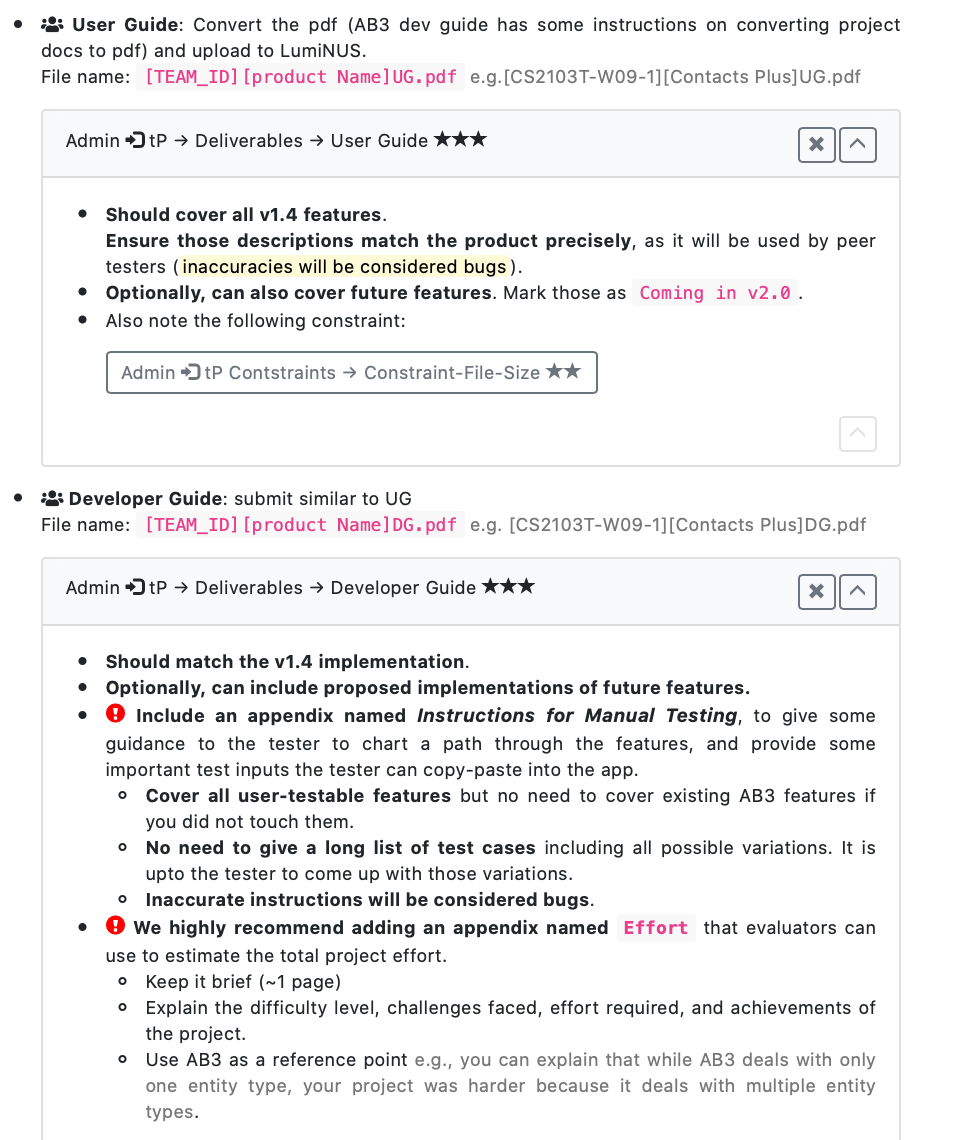 User Guide: Convert the pdf (AB3 dev guide has some instructions on converting project
docs to pdf) and upload to LumiNUS.
File name: [TEAM_ID][product Name]UG.pdf e.g.[CS2103T-W09-1][Contacts Plus]UG.pdf
Admin tP → Deliverables → User Guide ★★★
Should cover all v1.4 features.
Ensure those descriptions match the product precisely, as it will be used by peer
testers (inaccuracies will be considered bugs).
Optionally, can also cover future features. Mark those as Coming in v2.0 .
Also note the following constraint:
Admin tP Contstraints → Constraint-File-Size ★★
Developer Guide: submit similar to UG
File name: [TEAM_ID][product Name]DG.pdf e.g. [CS2103T-W09-1][Contacts Plus]DG.pdf
Admin tP → Deliverables → Developer Guide ★★★
Should match the v1.4 implementation.
Optionally, can include proposed implementations of future features.
Include an appendix named Instructions for Manual Testing, to give some
guidance to the tester to chart a path through the features, and provide some
important test inputs the tester can copy-paste into the app.
Cover all user-testable features but no need to cover existing AB3 features if
you did not touch them.
No need to give a long list of test cases including all possible variations. It is
upto the tester to come up with those variations.
Inaccurate instructions will be considered bugs.
We highly recommend adding an appendix named Effort that evaluators can
use to estimate the total project effort.
Keep it brief (~1 page)
Explain the difficulty level, challenges faced, effort required, and achievements of
the project.
Use AB3 as a reference point e.g., you can explain that while AB3 deals with only
one entity type, your project was harder because it deals with multiple entity
types.